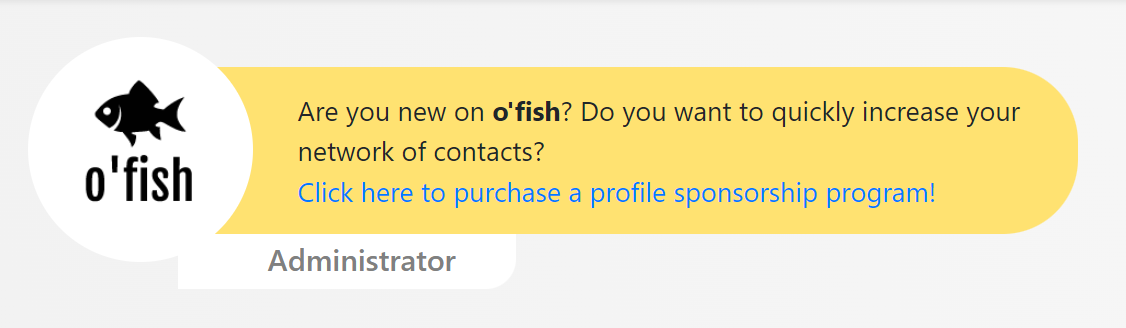 o'fish
Are you new on o'fish? Do you want to quickly increase your
network of contacts?
Click here to purchase a profile sponsorship program!
Administrator